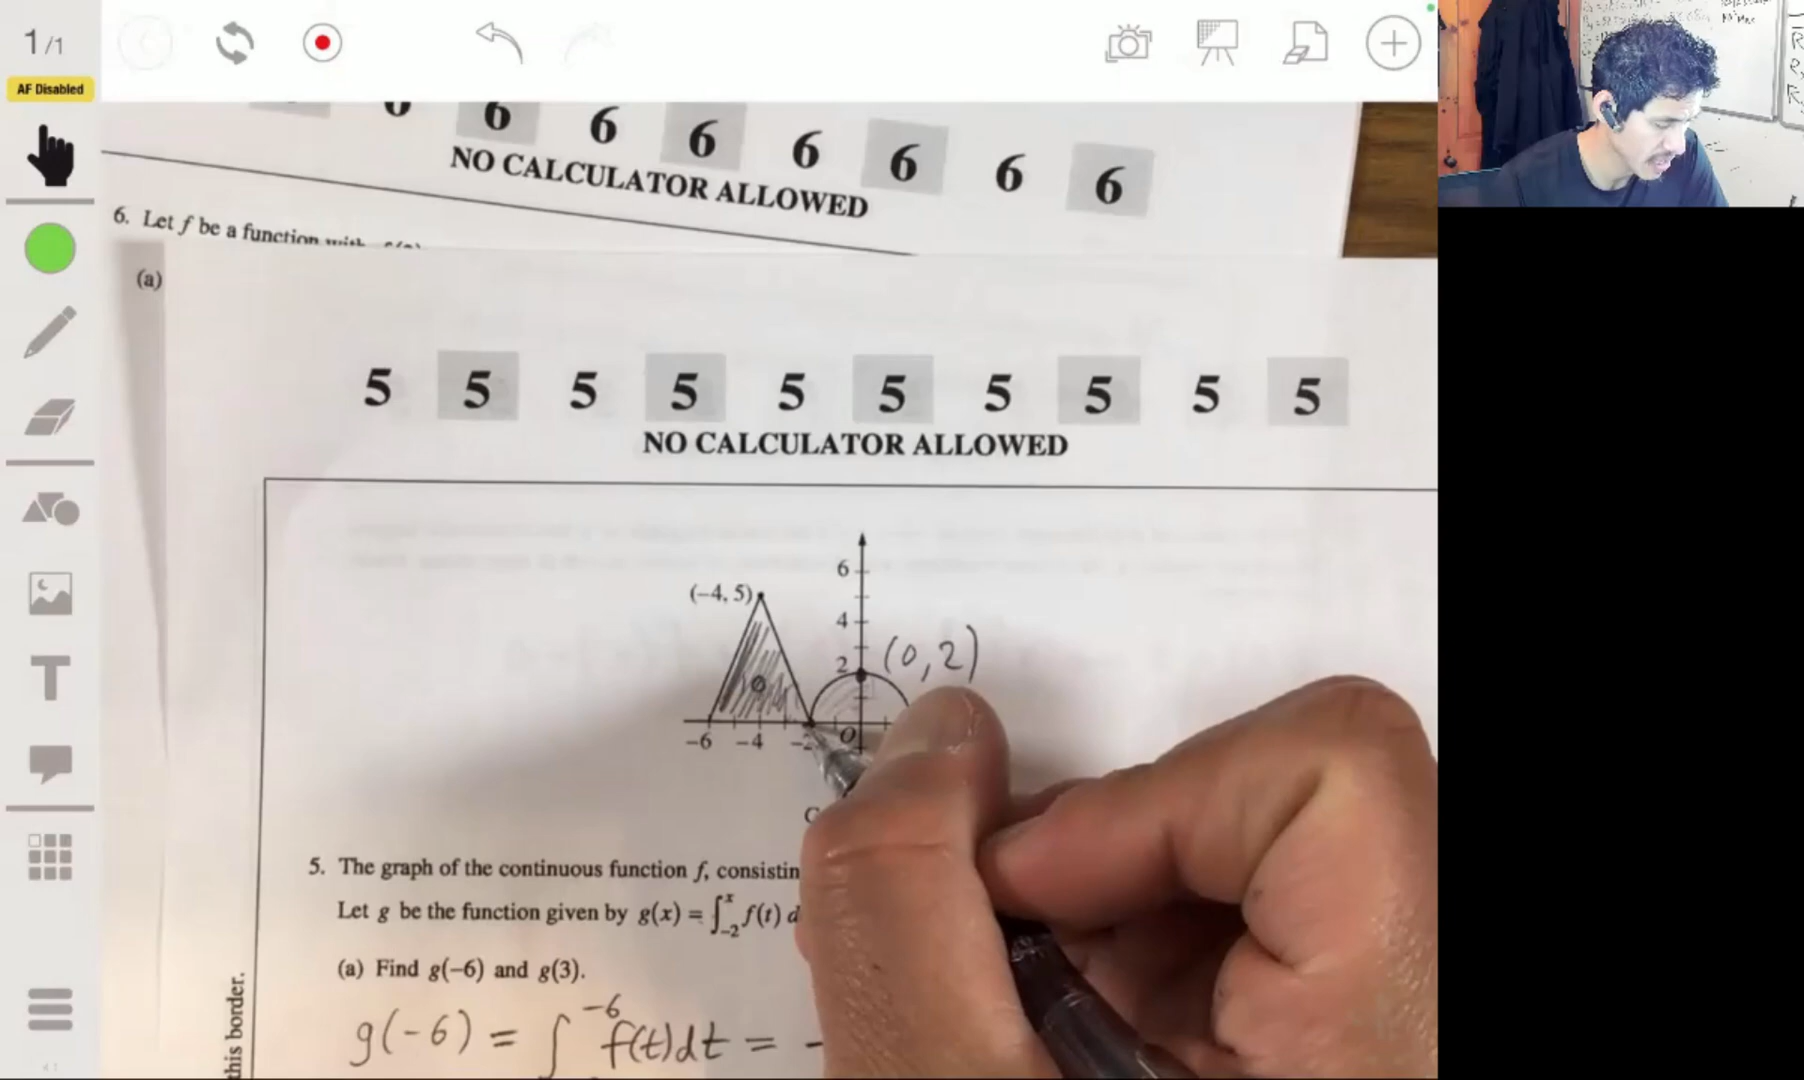 1/1
AF Disabled
6 6 6 6 6 6 6
NO CALCULATOR ALLOWED
6. Let f be a function with
(a)
5 5 5 5 5 5 5 5 5 5
NO CALCULATOR ALLOWED
(−4, 5)
6
4
2
(0,2)
−6 −4 −2 O
5. The graph of the continuous function f, consistin
Let g be the function given by g(x) = ∫₋₂ˣ f(t) d
(a) Find g(−6) and g(3).
g(-6) = ∫⁻⁶ f(t)dt = -
this border.
T